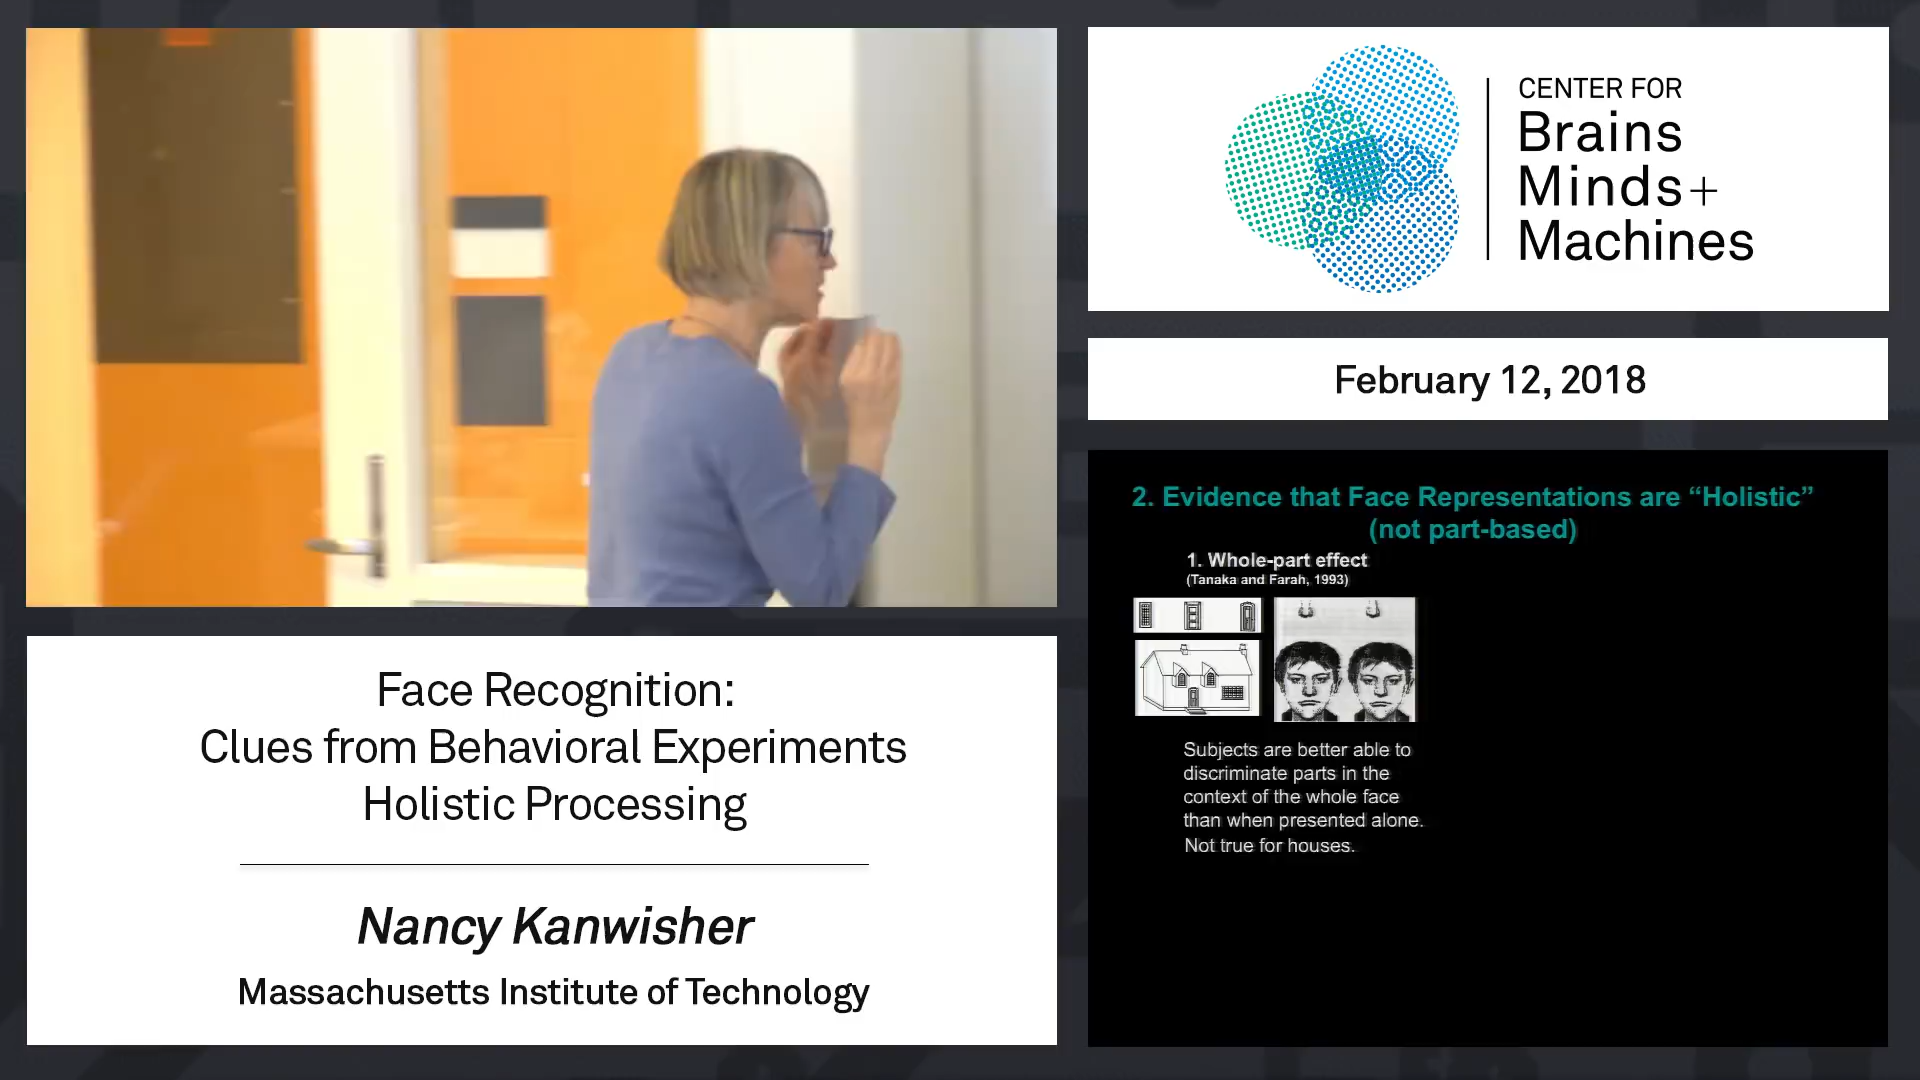 CENTER FOR
Brains
Minds+
Machines
February 12, 2018
2. Evidence that Face Representations are “Holistic”
(not part-based)
1. Whole-part effect
(Tanaka and Farah, 1993)
Subjects are better able to
discriminate parts in the
context of the whole face
than when presented alone.
Not true for houses.
Face Recognition:
Clues from Behavioral Experiments
Holistic Processing
Nancy Kanwisher
Massachusetts Institute of Technology